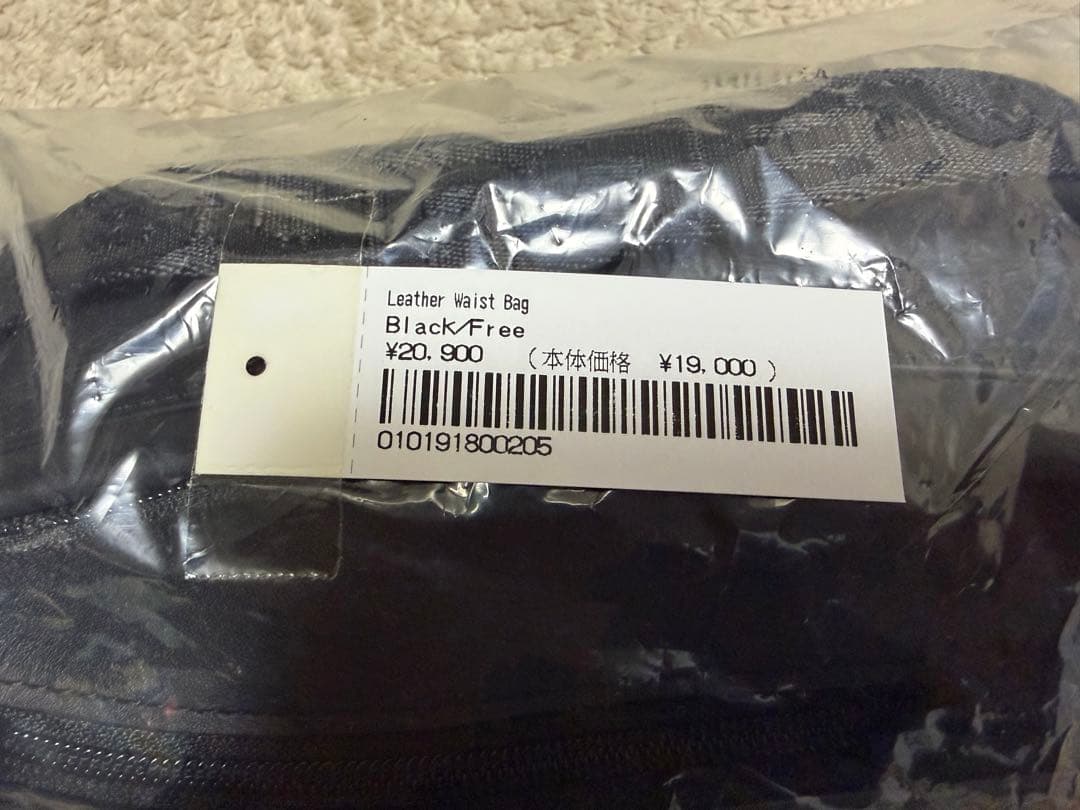 Leather Waist Bag
Black/Free
¥20,900 (本体価格 ¥19,000)
010191800205